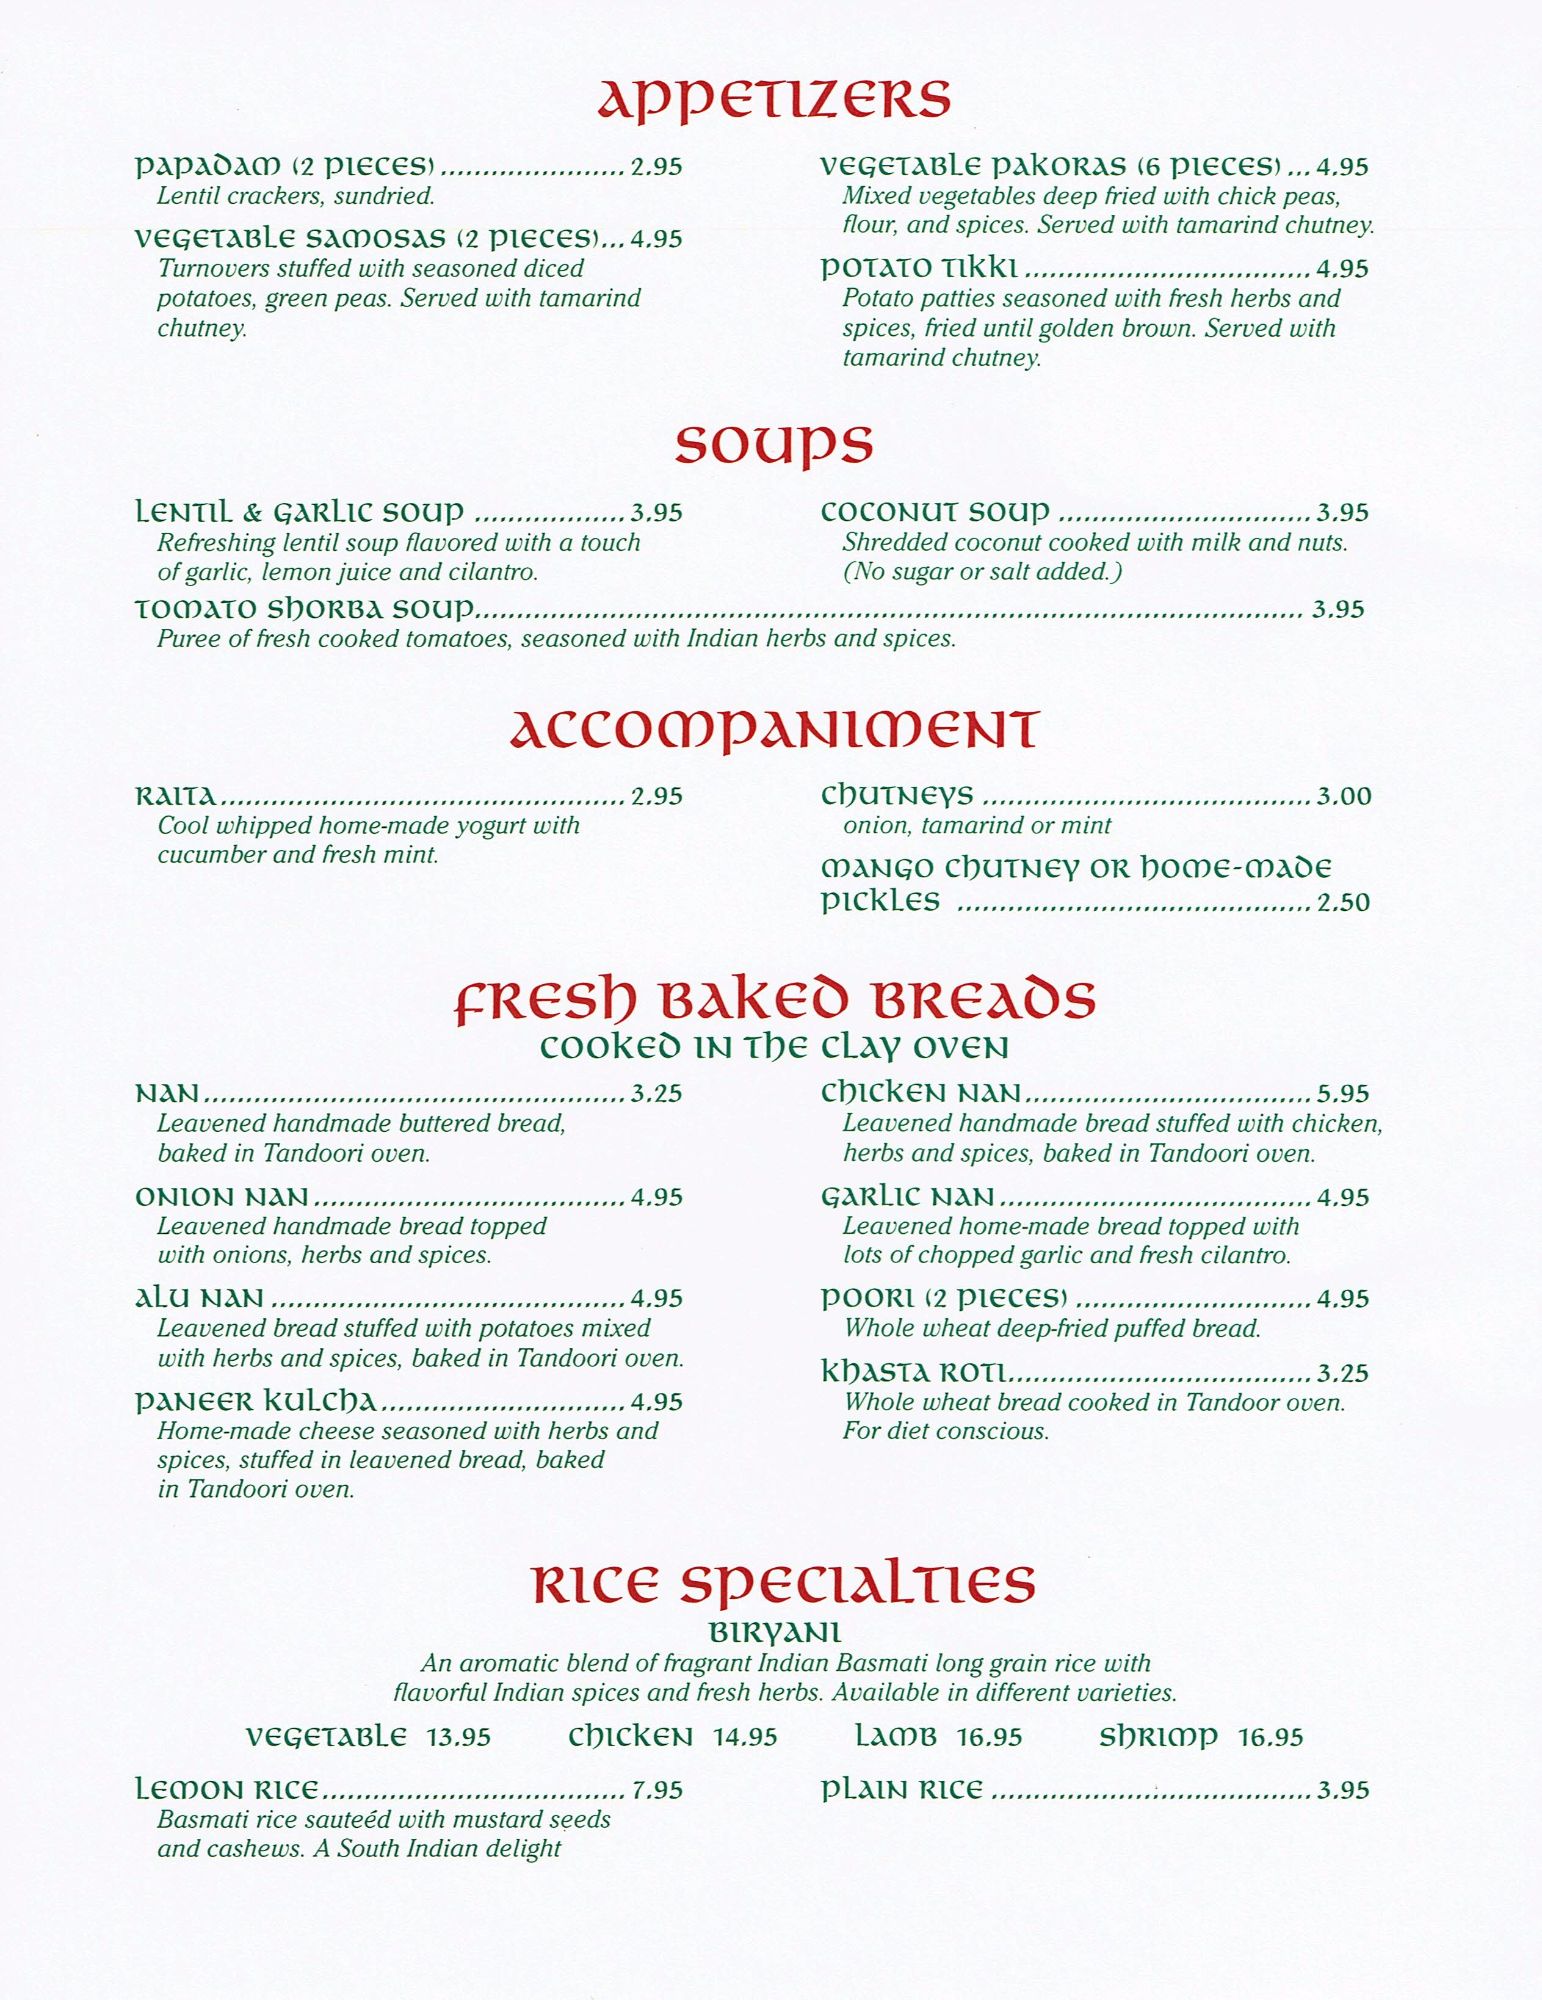 APPETIZERS
PAPADAM (2 PIECES)......................2.95
Lentil crackers, sundried.
VEGETABLE SAMOSAS (2 PIECES)...4.95
Turnovers stuffed with seasoned diced
potatoes, green peas. Served with tamarind
chutney.
VEGETABLE PAKORAS (6 PIECES)...4.95
Mixed vegetables deep fried with chick peas,
flour, and spices. Served with tamarind chutney.
POTATO TIKKI..................................4.95
Potato patties seasoned with fresh herbs and
spices, fried until golden brown. Served with
tamarind chutney.
SOUPS
LENTIL & GARLIC SOUP ..................3.95
Refreshing lentil soup flavored with a touch
of garlic, lemon juice and cilantro.
COCONUT SOUP ..............................3.95
Shredded coconut cooked with milk and nuts.
(No sugar or salt added.)
TOMATO SHORBA SOUP.................................................................................................. 3.95
Puree of fresh cooked tomatoes, seasoned with Indian herbs and spices.
ACCOMPANIMENT
RAITA................................................2.95
Cool whipped home-made yogurt with
cucumber and fresh mint.
CHUTNEYS .......................................3.00
onion, tamarind or mint
MANGO CHUTNEY OR HOME-MADE
PICKLES ..........................................2.50
FRESH BAKED BREADS
COOKED IN THE CLAY OVEN
NAN..................................................3.25
Leavened handmade buttered bread,
baked in Tandoori oven.
ONION NAN.....................................4.95
Leavened handmade bread topped
with onions, herbs and spices.
ALU NAN..........................................4.95
Leavened bread stuffed with potatoes mixed
with herbs and spices, baked in Tandoori oven.
PANEER KULCHA.............................4.95
Home-made cheese seasoned with herbs and
spices, stuffed in leavened bread, baked
in Tandoori oven.
CHICKEN NAN..................................5.95
Leavened handmade bread stuffed with chicken,
herbs and spices, baked in Tandoori oven.
GARLIC NAN.....................................4.95
Leavened home-made bread topped with
lots of chopped garlic and fresh cilantro.
POORI (2 PIECES) ............................4.95
Whole wheat deep-fried puffed bread.
KHASTA ROTI....................................3.25
Whole wheat bread cooked in Tandoor oven.
For diet conscious.
RICE SPECIALTIES
BIRYANI
An aromatic blend of fragrant Indian Basmati long grain rice with
flavorful Indian spices and fresh herbs. Available in different varieties.
VEGETABLE 13.95 CHICKEN 14.95 LAMB 16.95 SHRIMP 16.95
LEMON RICE....................................7.95
Basmati rice sauteéd with mustard seeds
and cashews. A South Indian delight
PLAIN RICE ......................................3.95